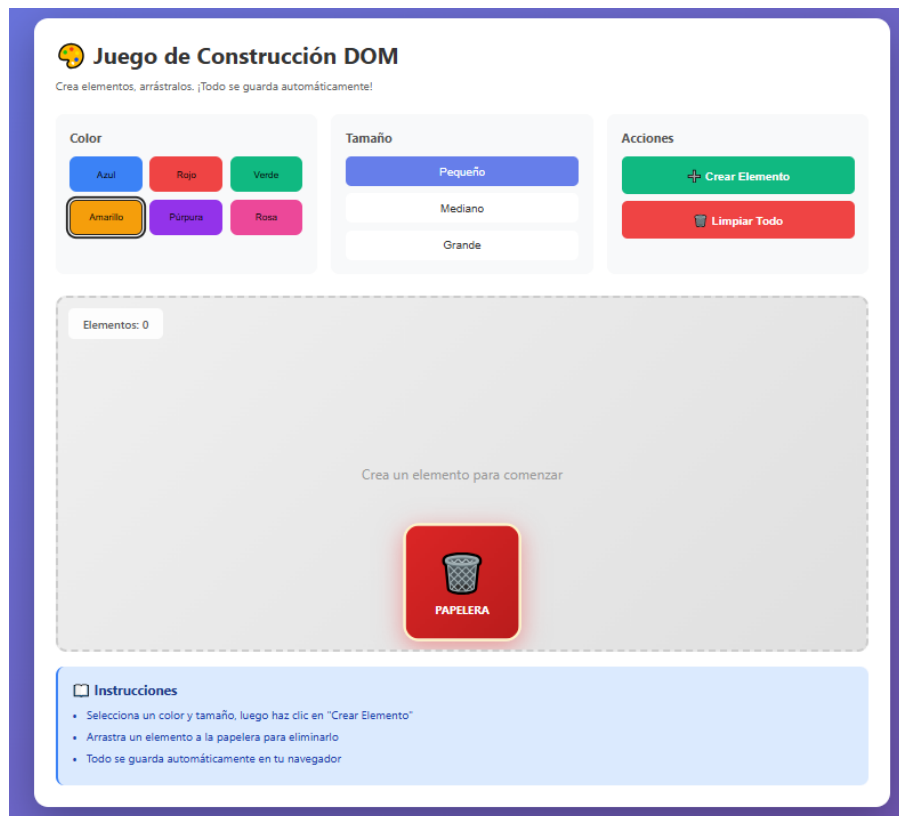 Juego de Construcción DOM
Crea elementos, arrástralos. ¡Todo se guarda automáticamente!
Color
Azul
Rojo
Verde
Amarillo
Púrpura
Rosa
Tamaño
Pequeño
Mediano
Grande
Acciones
Crear Elemento
Limpiar Todo
Elementos: 0
Crea un elemento para comenzar
PAPELERA
Instrucciones
• Selecciona un color y tamaño, luego haz clic en "Crear Elemento"
• Arrastra un elemento a la papelera para eliminarlo
• Todo se guarda automáticamente en tu navegador